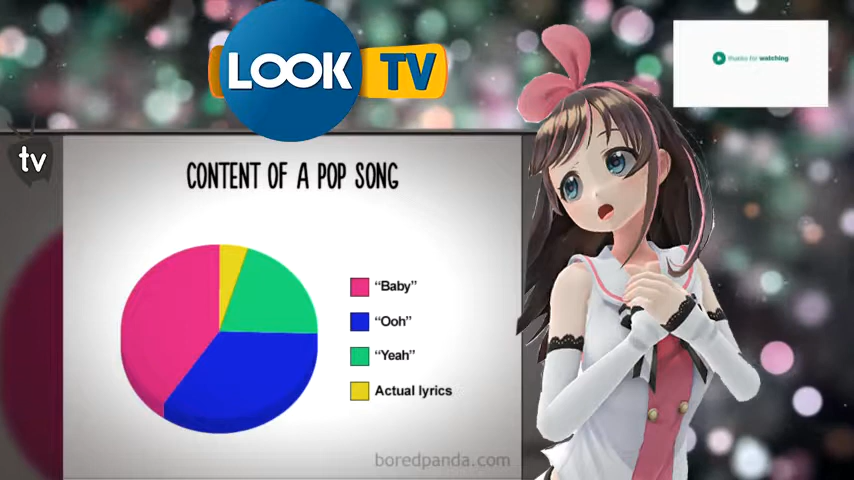 LOOK TV
thanks for watching
tv
CONTENT OF A POP SONG
"Baby"
"Ooh"
"Yeah"
Actual lyrics
boredpanda.com